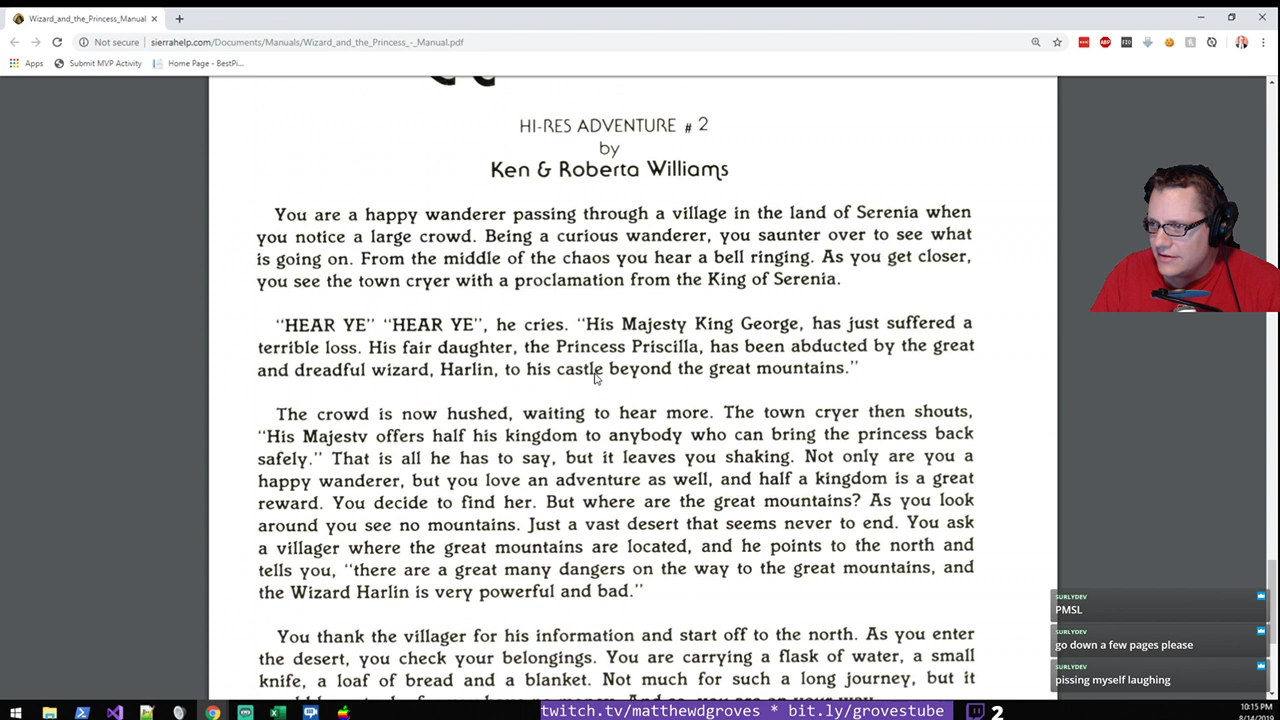 Wizard_and_the_Princess_Manual
Not secure | sierrahelp.com/Documents/Manuals/Wizard_and_the_Princess_-_Manual.pdf
Apps Submit MVP Activity Home Page - BestPi...
HI-RES ADVENTURE # 2
by
Ken & Roberta Williams
You are a happy wanderer passing through a village in the land of Serenia when
you notice a large crowd. Being a curious wanderer, you saunter over to see what
is going on. From the middle of the chaos you hear a bell ringing. As you get closer,
you see the town cryer with a proclamation from the King of Serenia.
"HEAR YE" "HEAR YE", he cries. "His Majesty King George, has just suffered a
terrible loss. His fair daughter, the Princess Priscilla, has been abducted by the great
and dreadful wizard, Harlin, to his castle beyond the great mountains."
The crowd is now hushed, waiting to hear more. The town cryer then shouts,
"His Majesty offers half his kingdom to anybody who can bring the princess back
safely." That is all he has to say, but it leaves you shaking. Not only are you a
happy wanderer, but you love an adventure as well, and half a kingdom is a great
reward. You decide to find her. But where are the great mountains? As you look
around you see no mountains. Just a vast desert that seems never to end. You ask
a villager where the great mountains are located, and he points to the north and
tells you, "there are a great many dangers on the way to the great mountains, and
the Wizard Harlin is very powerful and bad."
You thank the villager for his information and start off to the north. As you enter
the desert, you check your belongings. You are carrying a flask of water, a small
knife, a loaf of bread and a blanket. Not much for such a long journey, but it
SURLYDEV
PMSL
SURLYDEV
go down a few pages please
SURLYDEV
pissing myself laughing
twitch.tv/matthewdgroves * bit.ly/grovestube
2
10:15 PM